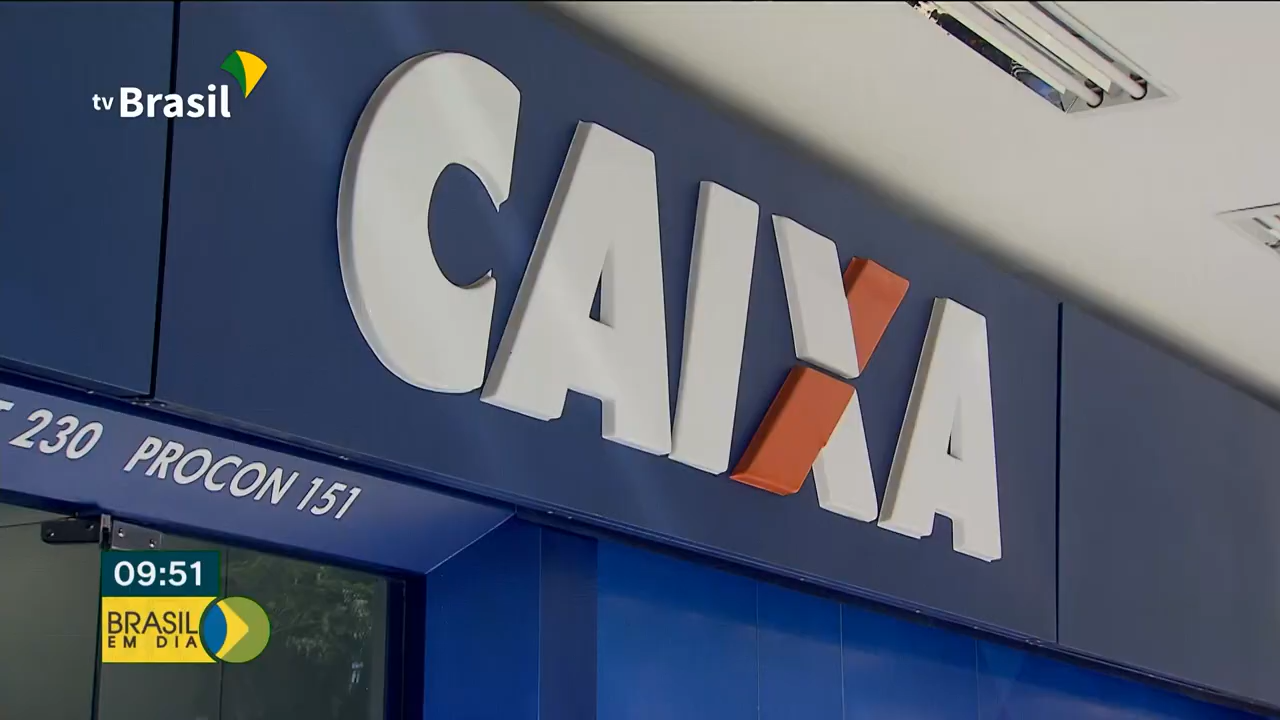 tv Brasil
CAIXA
230 PROCON 151
09:51
BRASIL
EM DIA